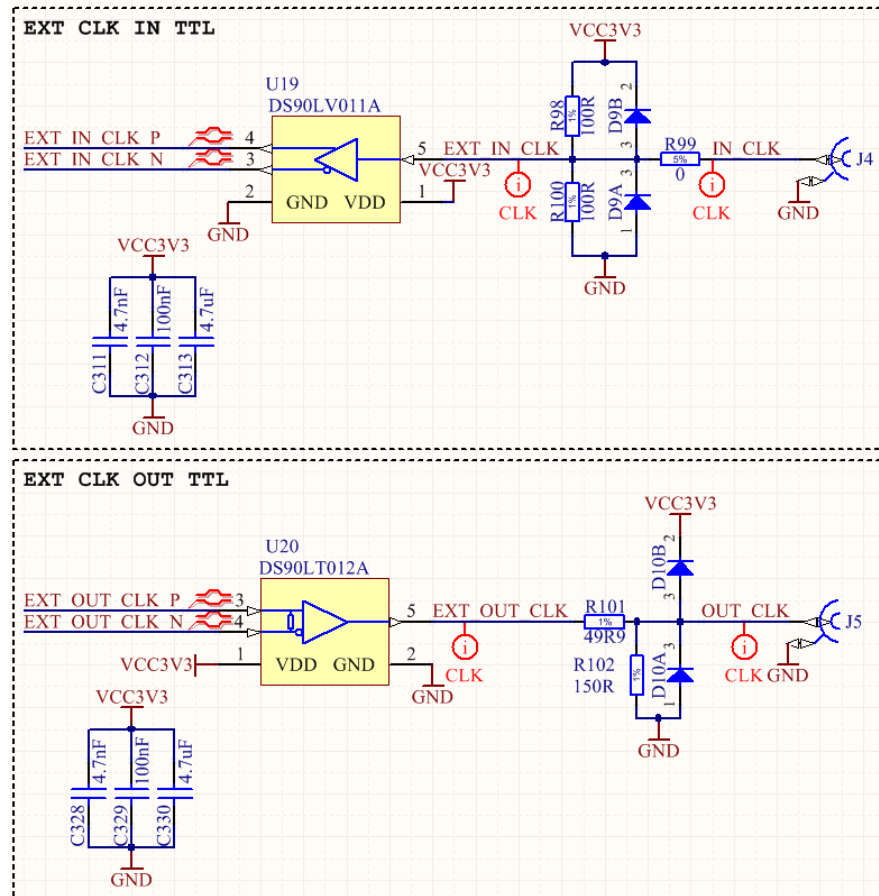 EXT CLK IN TTL
VCC3V3
U19
DS90LV011A
R98
1%
100R
2
D9B
3
EXT IN CLK P
4
EXT IN CLK N
3
5
EXT IN CLK
VCC3V3
R99
5%
0
IN CLK
J4
2
GND
VDD
1
GND
i
CLK
R100
1%
100R
3
D9A
1
i
CLK
GND
GND
VCC3V3
C311
4.7nF
C312
100nF
C313
4.7uF
GND
EXT CLK OUT TTL
VCC3V3
U20
DS90LT012A
2
D10B
3
EXT OUT CLK P
3
EXT OUT CLK N
4
5
EXT OUT CLK
R101
1%
49R9
OUT CLK
J5
VCC3V3
1
VDD
GND
2
GND
i
CLK
R102
150R
1%
3
D10A
1
i
CLK
GND
GND
VCC3V3
C328
4.7nF
C329
100nF
C330
4.7uF
GND